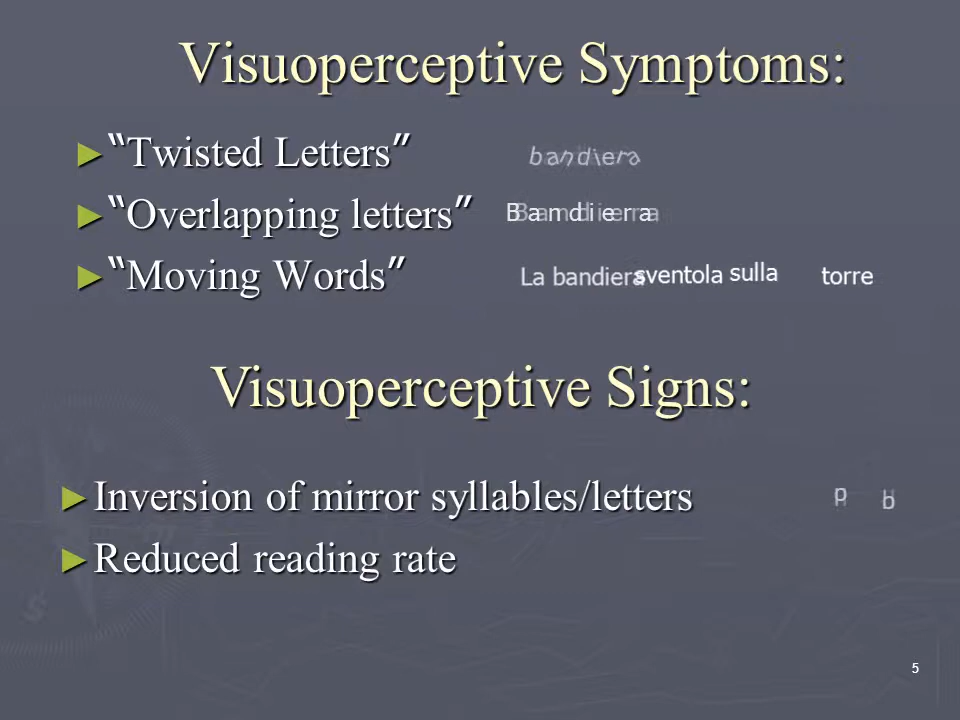 Visuoperceptive Symptoms:
► “Twisted Letters” bandiera
► “Overlapping letters” Bandiera
► “Moving Words” La bandiera sventola sulla torre
Visuoperceptive Signs:
► Inversion of mirror syllables/letters p b
► Reduced reading rate
5